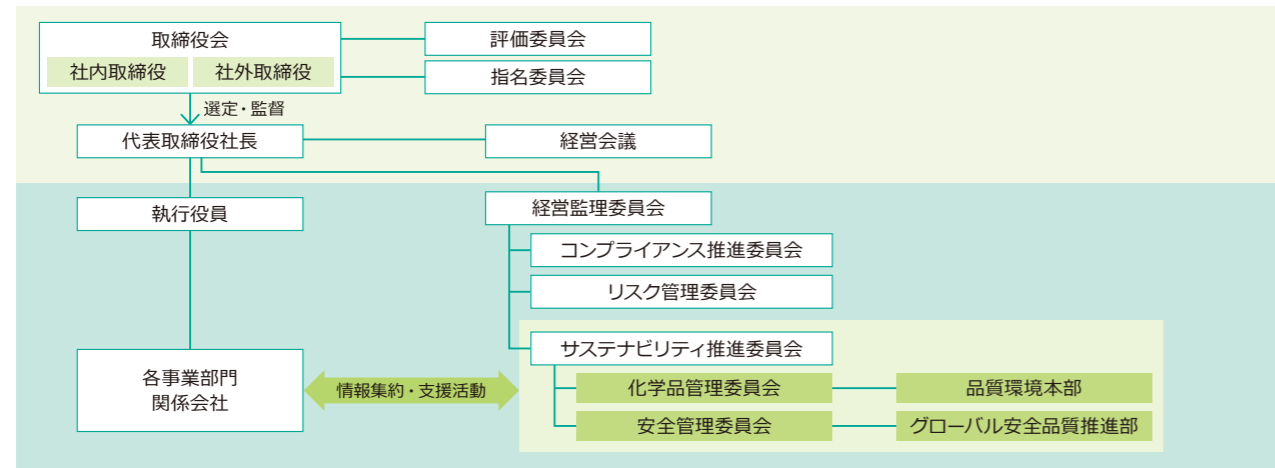 取締役会
社内取締役
社外取締役
評価委員会
指名委員会
選定・監督
代表取締役社長
経営会議
執行役員
経営監理委員会
コンプライアンス推進委員会
リスク管理委員会
サステナビリティ推進委員会
各事業部門
関係会社
情報集約・支援活動
化学品管理委員会
品質環境本部
安全管理委員会
グローバル安全品質推進部